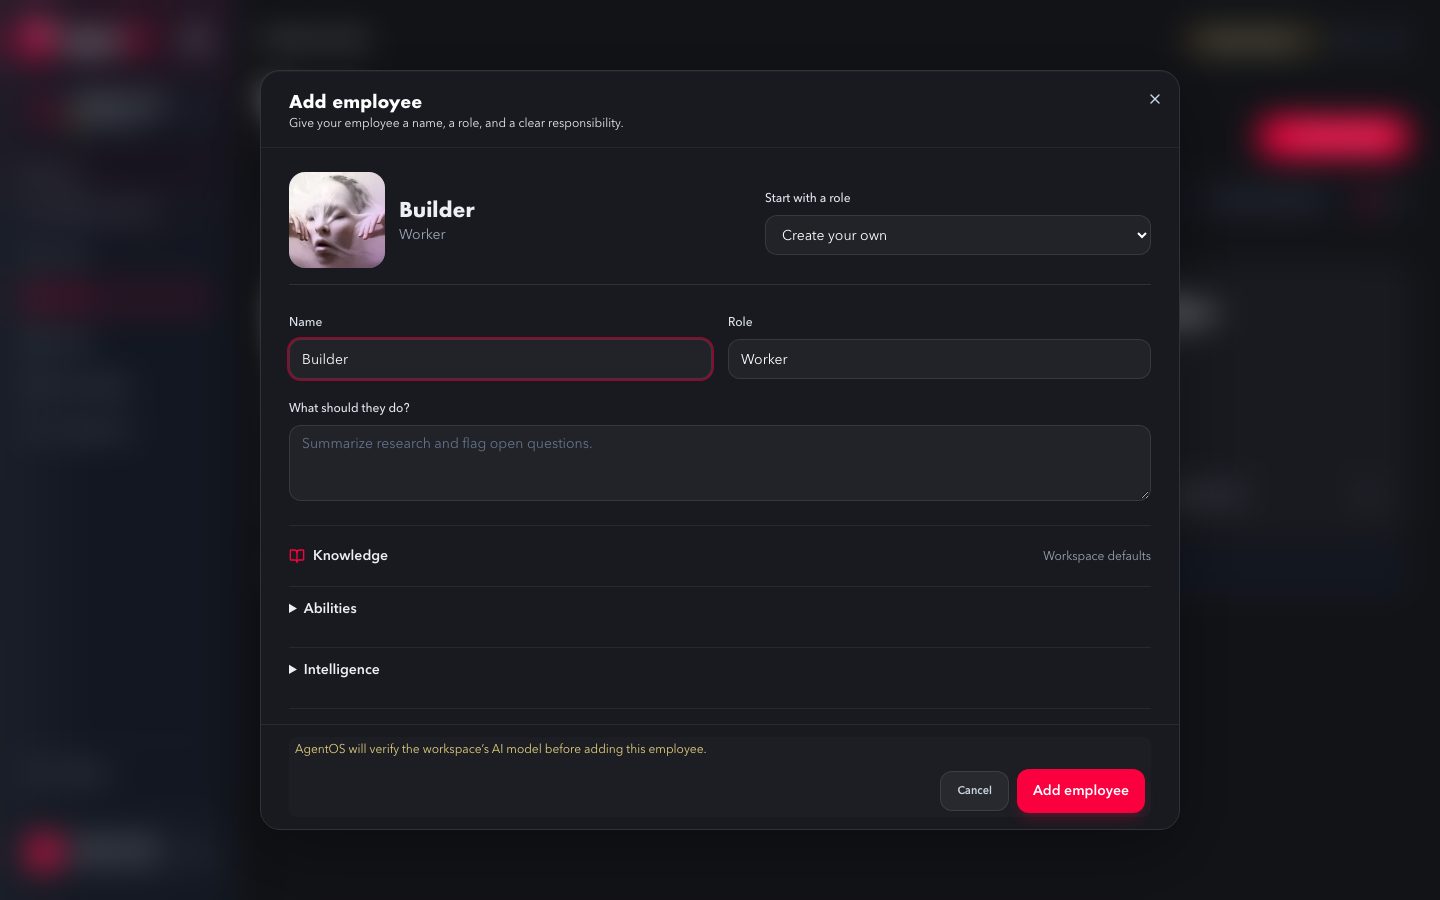 Add employee
Give your employee a name, a role, and a clear responsibility.
Builder
Worker
Start with a role
Create your own
Name
Role
Builder
Worker
What should they do?
Summarize research and flag open questions.
Knowledge
Workspace defaults
Abilities
Intelligence
AgentOS will verify the workspace's AI model before adding this employee.
Cancel
Add employee